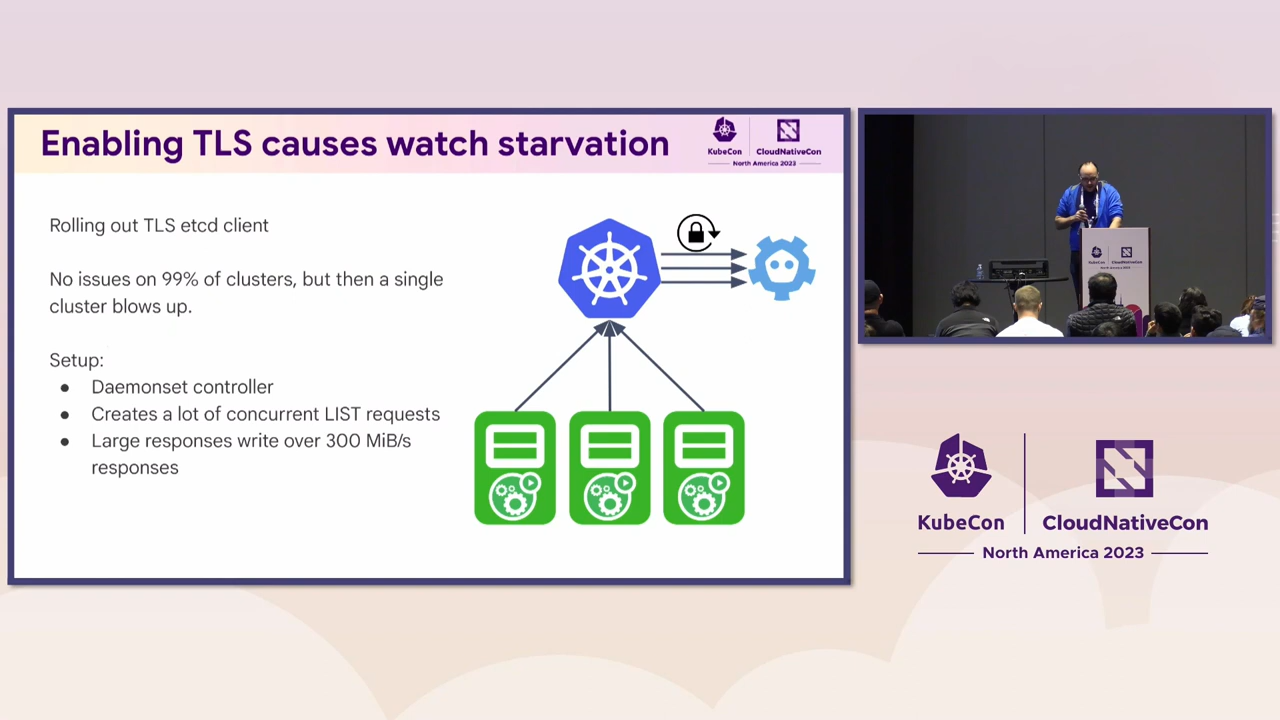 Enabling TLS causes watch starvation
KubeCon
CloudNativeCon
North America 2023
Rolling out TLS etcd client
No issues on 99% of clusters, but then a single
cluster blows up.
Setup:
● Daemonset controller
● Creates a lot of concurrent LIST requests
● Large responses write over 300 MiB/s
responses
KubeCon
CloudNativeCon
North America 2023